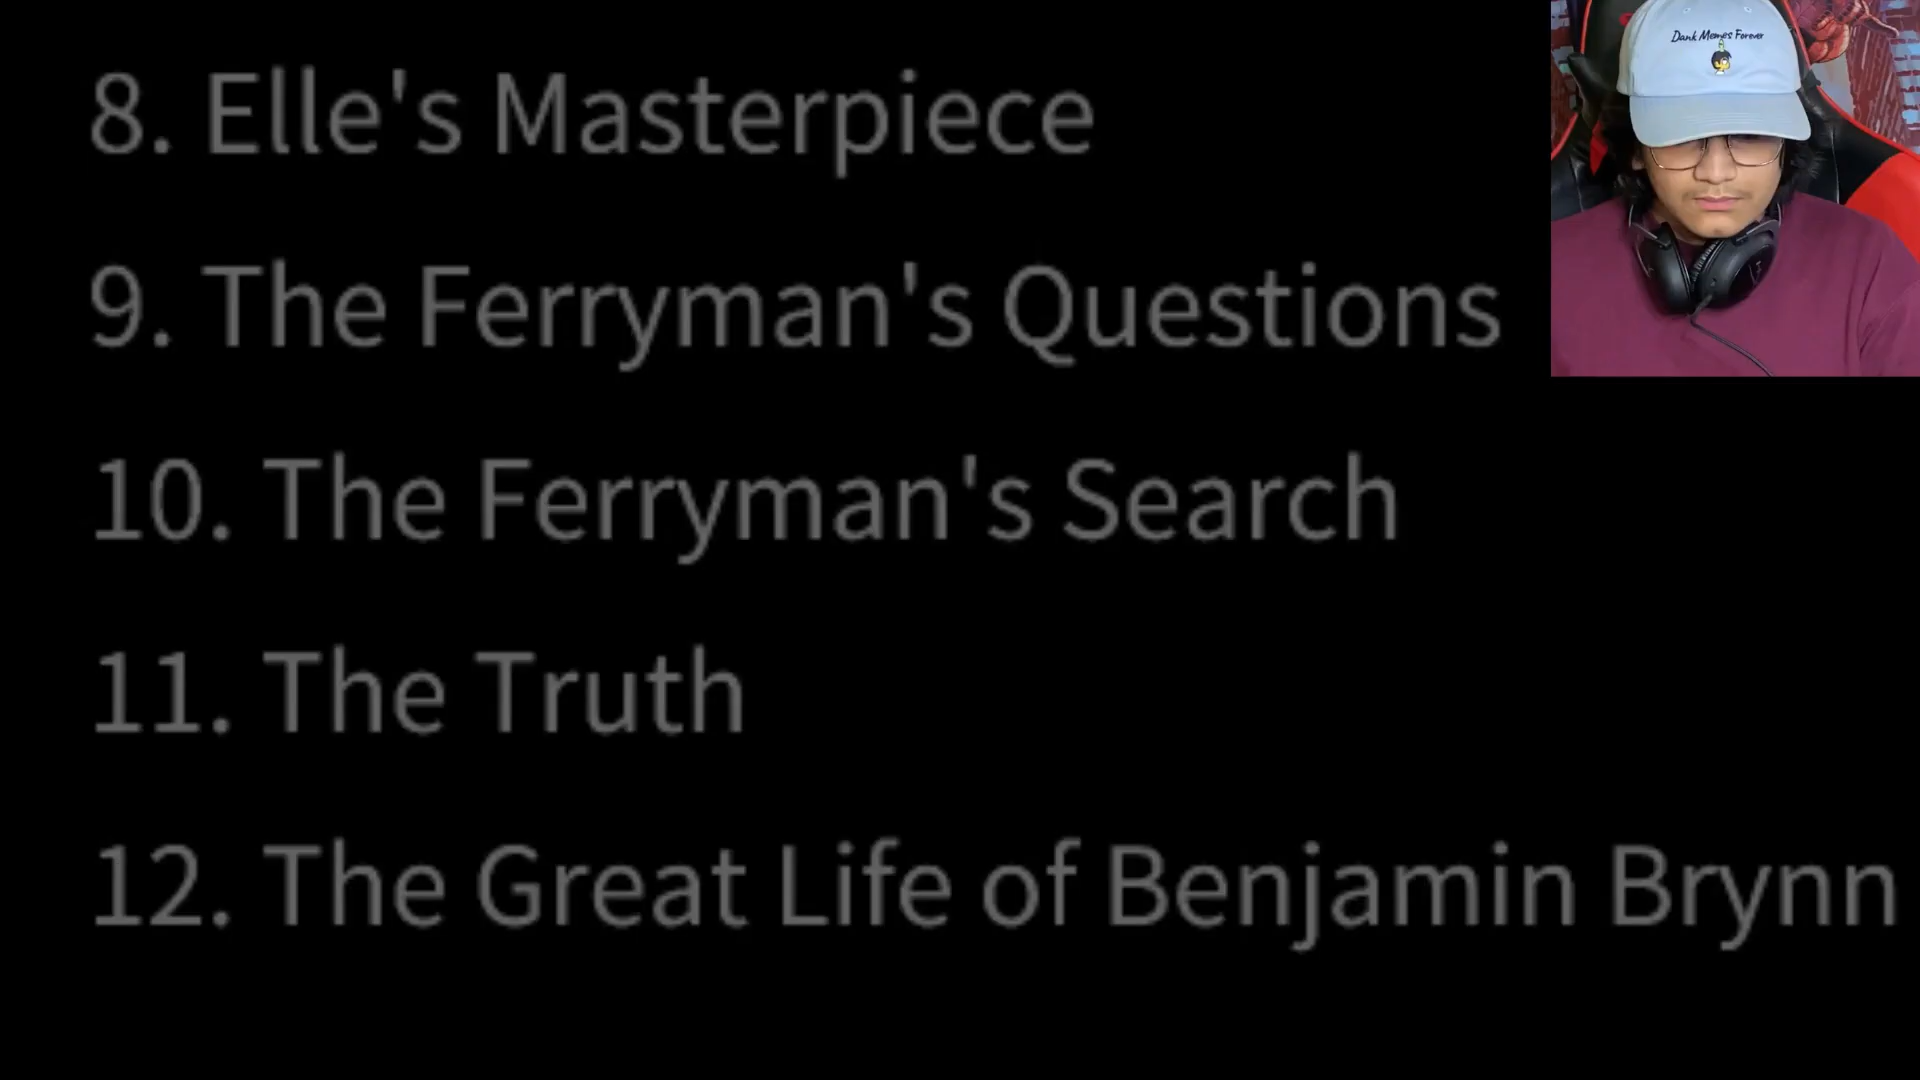 8. Elle's Masterpiece
9. The Ferryman's Questions
10. The Ferryman's Search
11. The Truth
12. The Great Life of Benjamin Brynn
Dank Memes Forever